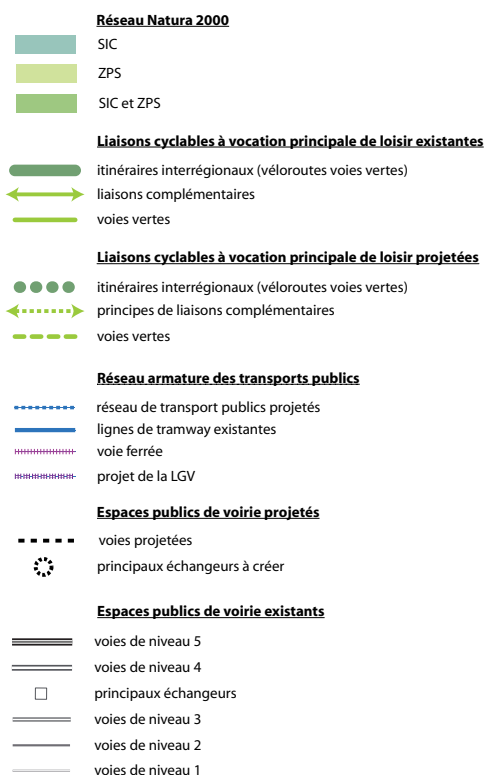 Réseau Natura 2000
SIC
ZPS
SIC et ZPS
Liaisons cyclables à vocation principale de loisir existantes
itinéraires interrégionaux (véloroutes voies vertes)
liaisons complémentaires
voies vertes
Liaisons cyclables à vocation principale de loisir projetées
itinéraires interrégionaux (véloroutes voies vertes)
principes de liaisons complémentaires
voies vertes
Réseau armature des transports publics
réseau de transport publics projetés
lignes de tramway existantes
voie ferrée
projet de la LGV
Espaces publics de voirie projetés
voies projetées
principaux échangeurs à créer
Espaces publics de voirie existants
voies de niveau 5
voies de niveau 4
principaux échangeurs
voies de niveau 3
voies de niveau 2
voies de niveau 1